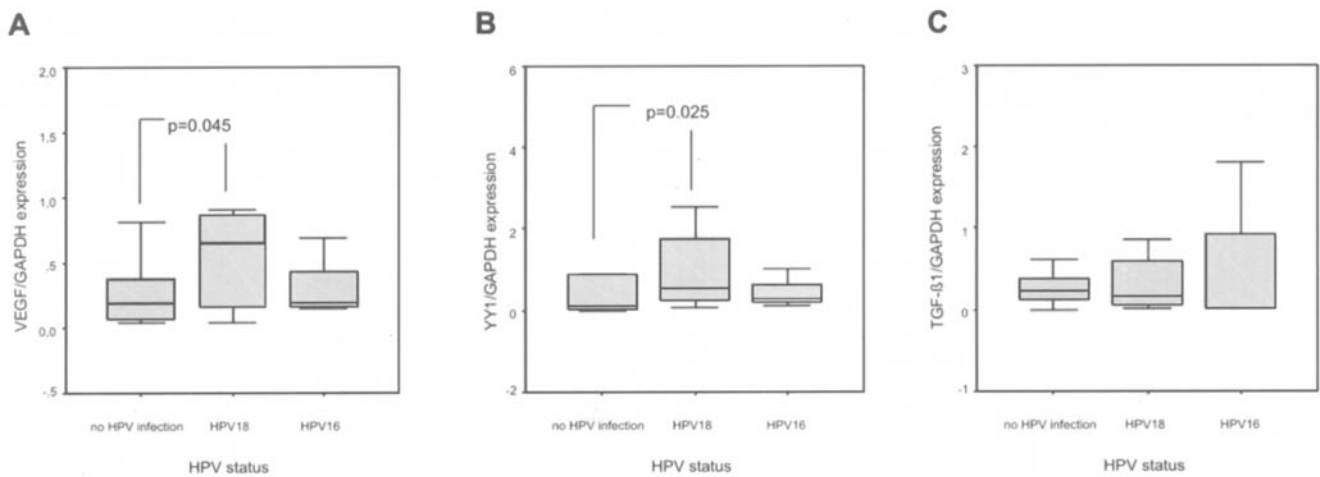 A
VEGF/GAPDH expression
2,0
1,5
1,0
,5
0,0
-,5
p=0.045
no HPV infection HPV18 HPV16
HPV status
B
YY1/GAPDH expression
6
4
2
0
-2
p=0.025
no HPV infection HPV18 HPV16
HPV status
C
TGF-ß1/GAPDH expression
3
2
1
0
-1
no HPV infection HPV18 HPV16
HPV status